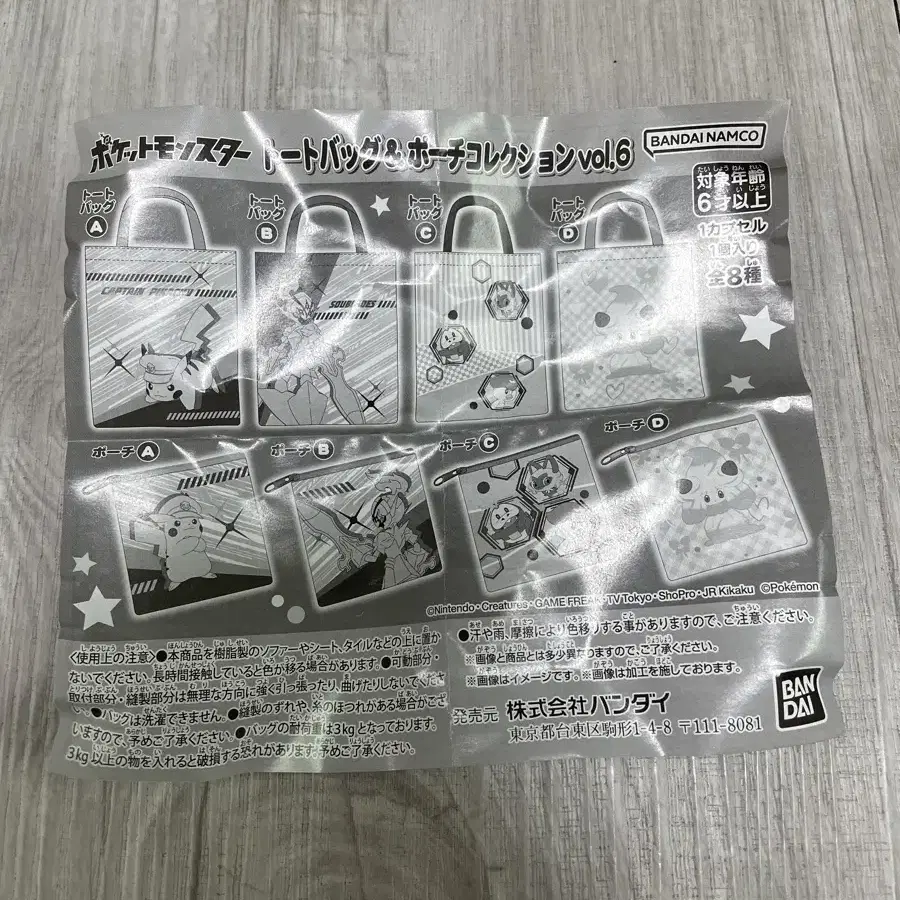 ポケットモンスター トートバッグ&ポーチコレクションvol.6
BANDAI NAMCO
たいしょうねんれい
対象年齢
いじょう
6才以上
1カプセル
1個入り
全8種
トートバッグ A
CAPTAIN PIKACHU
トートバッグ B
SOUBLADES
トートバッグ C
トートバッグ D
ポーチ A
ポーチ B
ポーチ C
ポーチ D
©Nintendo・Creatures・GAME FREAK・TV Tokyo・ShoPro・JR Kikaku ©Pokémon
〈使用上の注意〉●本商品を樹脂製のソファーやシート、タイルなどの上に置か
ないでください。長時間接触していると色が移る場合があります。●可動部分・
取付部分・縫製部分は無理な方向に強く引っ張ったり、曲げたりしないでくださ
い。●バッグは洗濯できません。●縫製のずれや、糸のほつれがある場合がござ
いますので、予めご了承ください。●バッグの耐荷重は3kgとなっております。
3kg以上の物を入れると破損する恐れがあります。予めご了承ください。
●汗や雨、摩擦により色移りする事がありますので、ご注意ください。
※画像と商品とは多少異なりますので、ご了承ください。
※画像はイメージです。※画像は加工を施しております。
発売元 株式会社バンダイ
東京都台東区駒形1-4-8 〒111-8081
BAN
DAI